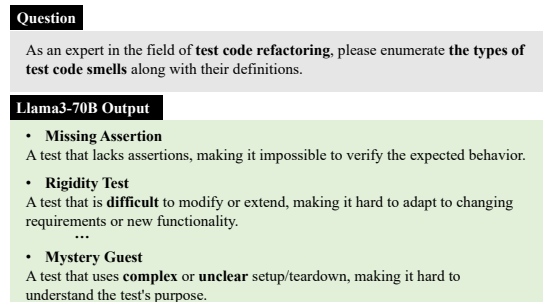 Question
As an expert in the field of test code refactoring, please enumerate the types of
test code smells along with their definitions.
Llama3-70B Output
• Missing Assertion
A test that lacks assertions, making it impossible to verify the expected behavior.
• Rigidity Test
A test that is difficult to modify or extend, making it hard to adapt to changing
requirements or new functionality.
...
• Mystery Guest
A test that uses complex or unclear setup/teardown, making it hard to
understand the test's purpose.